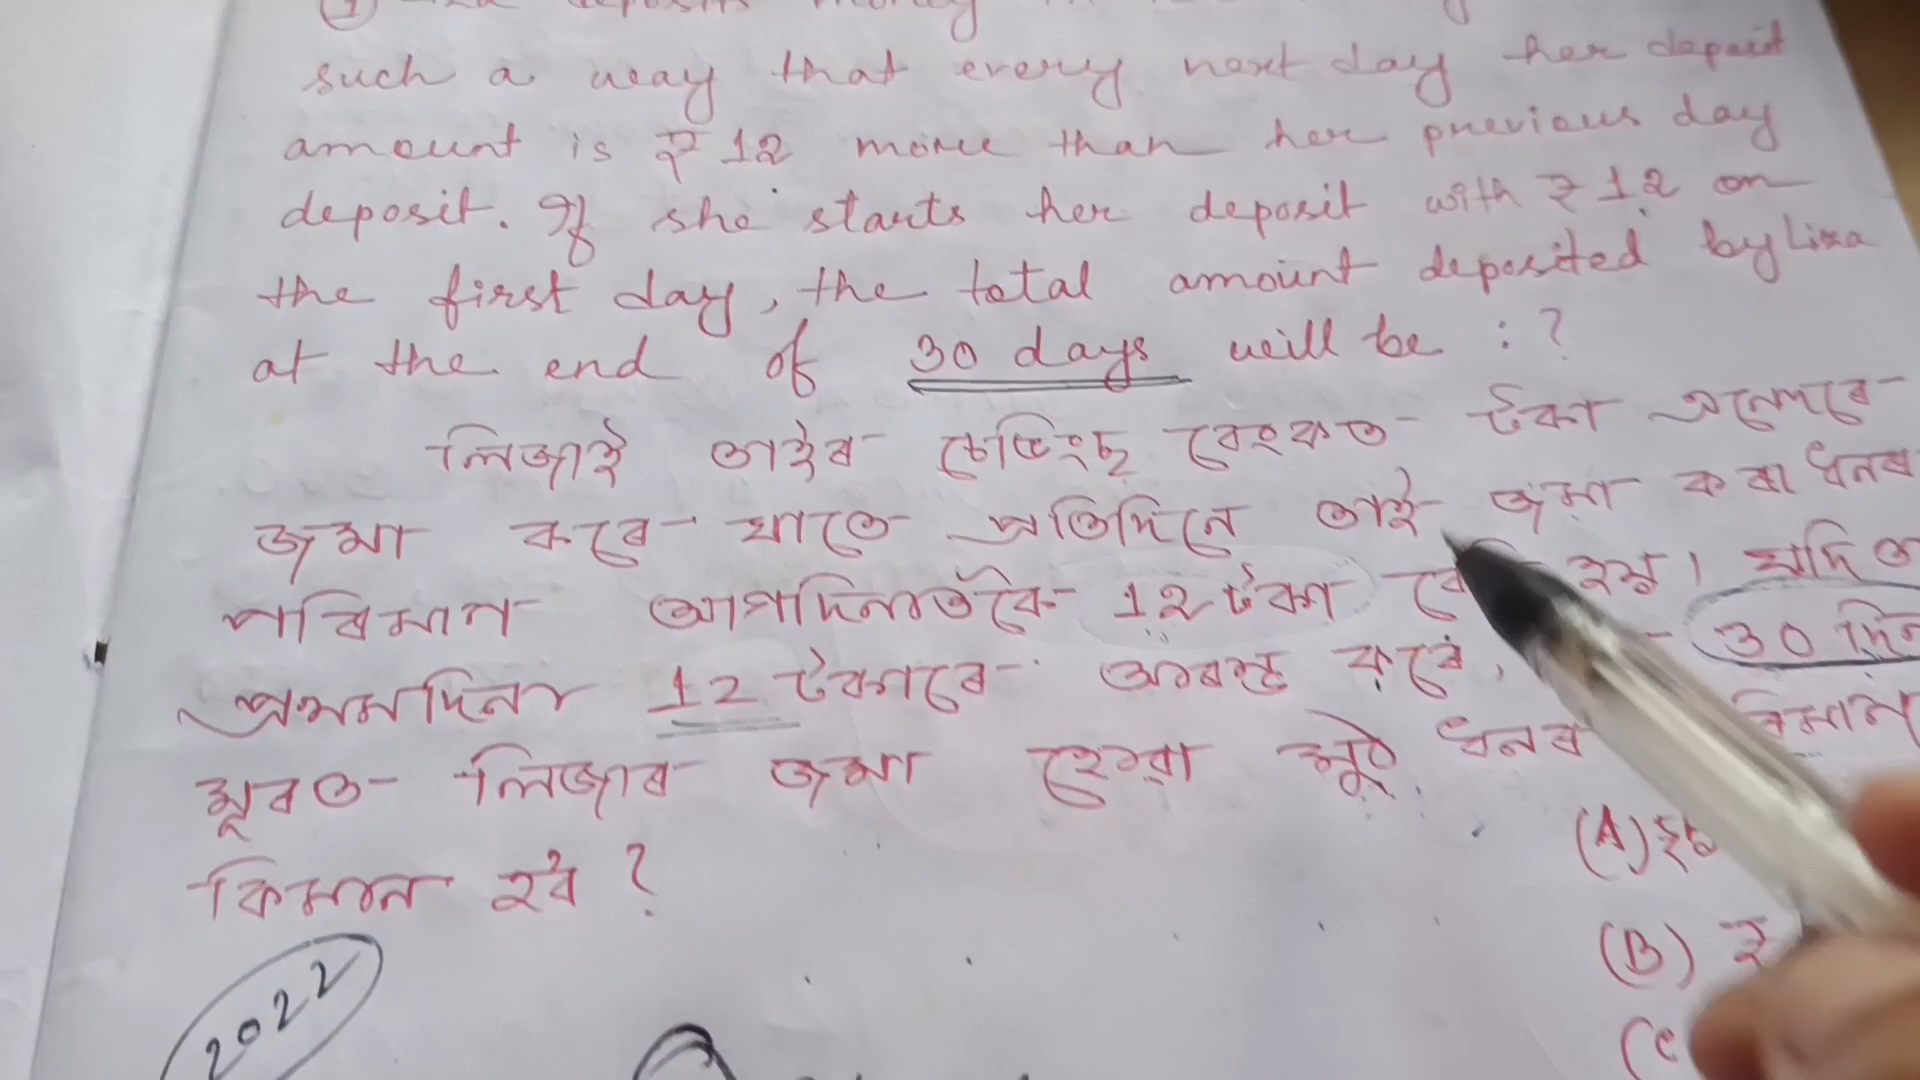 such a way that every next day her deposit
amount is ₹ 12 more than her previous day
deposit. If she starts her deposit with ₹ 12 on
the first day, the total amount deposited by Liza
at the end of 30 days will be : ?
লিজাই তাইৰ বেংকত টকা এনেদৰে
জমা কৰে যাতে প্ৰতিদিনে তাই জমা কৰা ধনৰ
পৰিমাণ আগদিনাতকৈ 12 টকা হয়। যদি
প্ৰথমদিনা 12 টকাৰে আৰম্ভ কৰে, 30 দিন
মূৰত লিজাৰ জমা হোৱা মুঠ ধনৰ
কিমান হ'ব ?
(A) ₹
(B) ₹
(C
2022